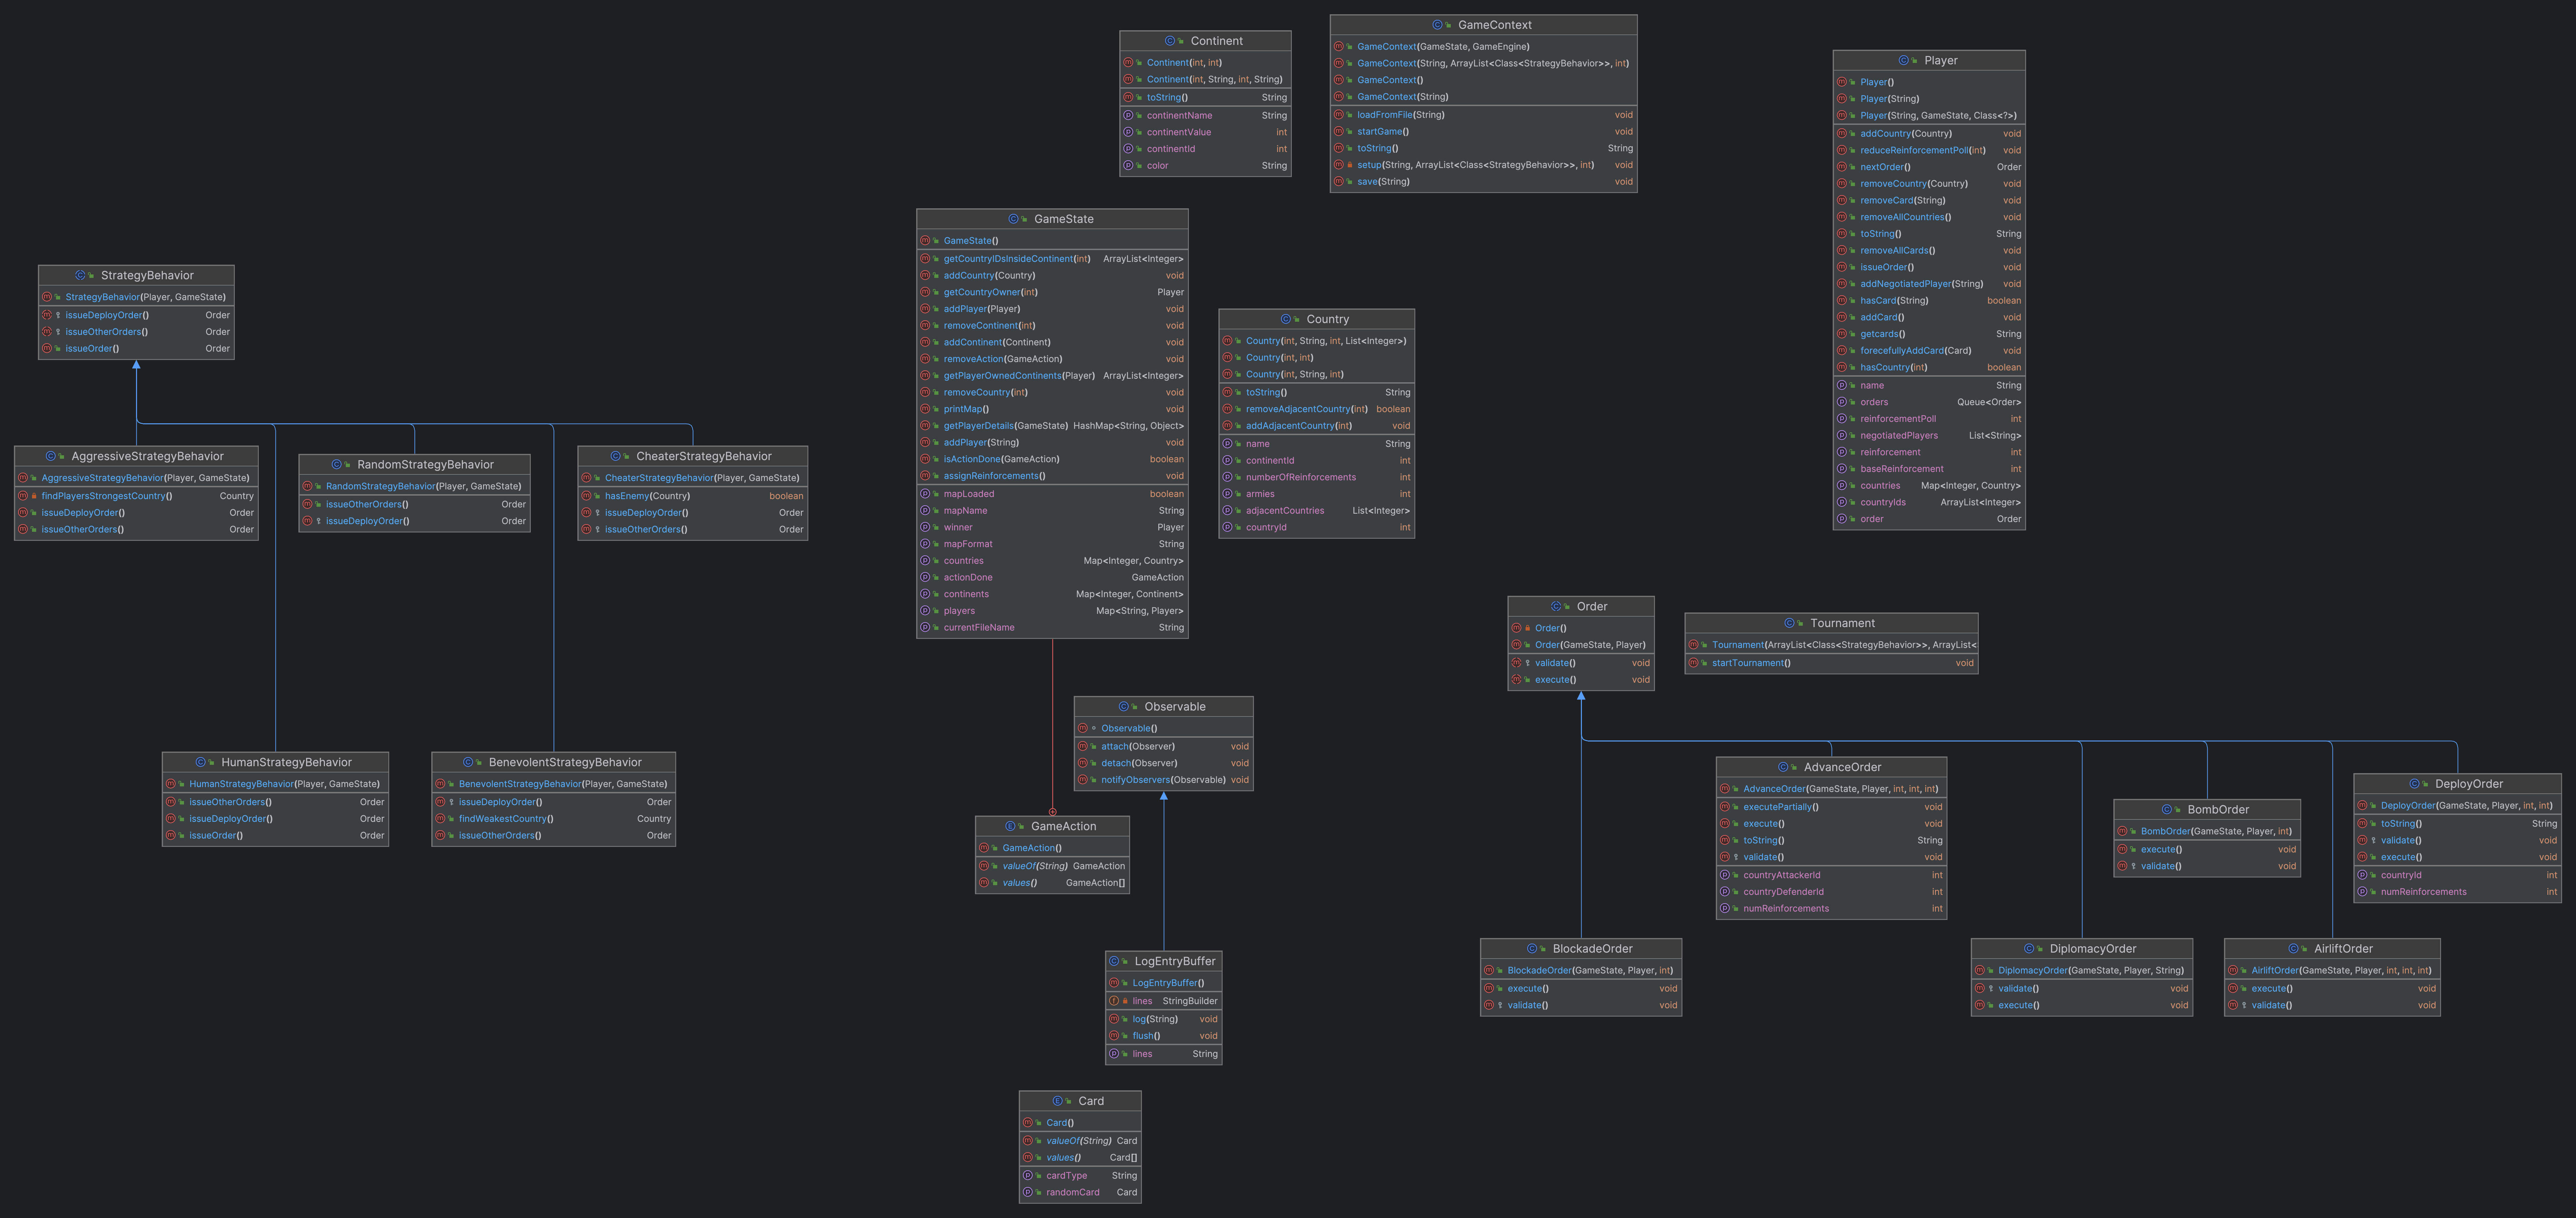 Continent
Continent(int, int)
Continent(int, String, int, String)
toString() String
continentName String
continentValue int
continentId int
color String
GameContext
GameContext(GameState, GameEngine)
GameContext(String, ArrayList<Class<StrategyBehavior>>, int)
GameContext()
GameContext(String)
loadFromFile(String) void
startGame() void
toString() String
setup(String, ArrayList<Class<StrategyBehavior>>, int) void
save(String) void
Player
Player()
Player(String)
Player(String, GameState, Class<?>)
addCountry(Country) void
reduceReinforcementPoll(int) void
nextOrder() Order
removeCountry(Country) void
removeCard(String) void
removeAllCountries() void
toString() String
removeAllCards() void
issueOrder() void
addNegotiatedPlayer(String) void
hasCard(String) boolean
addCard() void
getcards() String
forecefullyAddCard(Card) void
hasCountry(int) boolean
name String
orders Queue<Order>
reinforcementPoll int
negotiatedPlayers List<String>
reinforcement int
baseReinforcement int
countries Map<Integer, Country>
countryIds ArrayList<Integer>
order Order
GameState
GameState()
getCountryIDsInsideContinent(int) ArrayList<Integer>
addCountry(Country) void
getCountryOwner(int) Player
addPlayer(Player) void
removeContinent(int) void
addContinent(Continent) void
removeAction(GameAction) void
getPlayerOwnedContinents(Player) ArrayList<Integer>
removeCountry(int) void
printMap() void
getPlayerDetails(GameState) HashMap<String, Object>
addPlayer(String) void
isActionDone(GameAction) boolean
assignReinforcements() void
mapLoaded boolean
mapName String
winner Player
mapFormat String
countries Map<Integer, Country>
actionDone GameAction
continents Map<Integer, Continent>
players Map<String, Player>
currentFileName String
StrategyBehavior
StrategyBehavior(Player, GameState)
issueDeployOrder() Order
issueOtherOrders() Order
issueOrder() Order
Country
Country(int, String, int, List<Integer>)
Country(int, int)
Country(int, String, int)
toString() String
removeAdjacentCountry(int) boolean
addAdjacentCountry(int) void
name String
continentId int
numberOfReinforcements int
armies int
adjacentCountries List<Integer>
countryId int
AggressiveStrategyBehavior
AggressiveStrategyBehavior(Player, GameState)
findPlayersStrongestCountry() Country
issueDeployOrder() Order
issueOtherOrders() Order
RandomStrategyBehavior
RandomStrategyBehavior(Player, GameState)
issueOtherOrders() Order
issueDeployOrder() Order
CheaterStrategyBehavior
CheaterStrategyBehavior(Player, GameState)
hasEnemy(Country) boolean
issueDeployOrder() Order
issueOtherOrders() Order
Order
Order()
Order(GameState, Player)
validate() void
execute() void
Tournament
Tournament(ArrayList<Class<StrategyBehavior>>, ArrayList<
startTournament() void
Observable
Observable()
attach(Observer) void
detach(Observer) void
notifyObservers(Observable) void
HumanStrategyBehavior
HumanStrategyBehavior(Player, GameState)
issueOtherOrders() Order
issueDeployOrder() Order
issueOrder() Order
BenevolentStrategyBehavior
BenevolentStrategyBehavior(Player, GameState)
issueDeployOrder() Order
findWeakestCountry() Country
issueOtherOrders() Order
GameAction
GameAction()
valueOf(String) GameAction
values() GameAction[]
AdvanceOrder
AdvanceOrder(GameState, Player, int, int, int)
executePartially() void
execute() void
toString() String
validate() void
countryAttackerId int
countryDefenderId int
numReinforcements int
BombOrder
BombOrder(GameState, Player, int)
execute() void
validate() void
DeployOrder
DeployOrder(GameState, Player, int, int)
toString() String
validate() void
execute() void
countryId int
numReinforcements int
LogEntryBuffer
LogEntryBuffer()
lines StringBuilder
log(String) void
flush() void
lines String
BlockadeOrder
BlockadeOrder(GameState, Player, int)
execute() void
validate() void
DiplomacyOrder
DiplomacyOrder(GameState, Player, String)
validate() void
execute() void
AirliftOrder
AirliftOrder(GameState, Player, int, int, int)
execute() void
validate() void
Card
Card()
valueOf(String) Card
values() Card[]
cardType String
randomCard Card